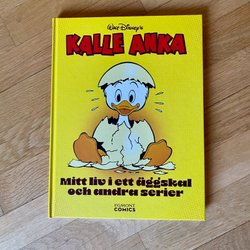 Walt Disney's
KALLE ANKA
Mitt liv i ett äggskal
och andra serier
EGMONT
COMICS